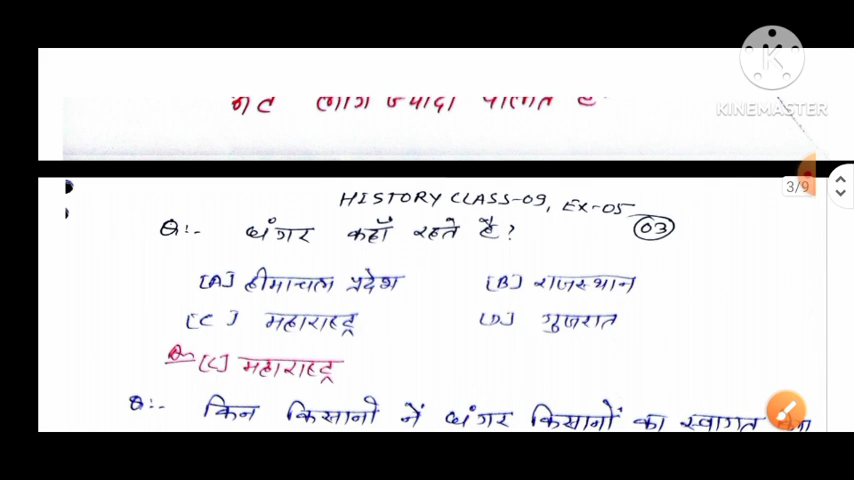 KINEMASTER
लोग ज्यादा पालते है
3/9
HISTORY CLASS-09, EX-05
03
Q:- धंगर कहाँ रहते है?
[A] हीमाचल प्रदेश [B] राजस्थान
[C] महाराष्ट्र [D] गुजरात
[C] महाराष्ट्र
Q:- किन किसानो नें धंगर किसानों का स्वागत